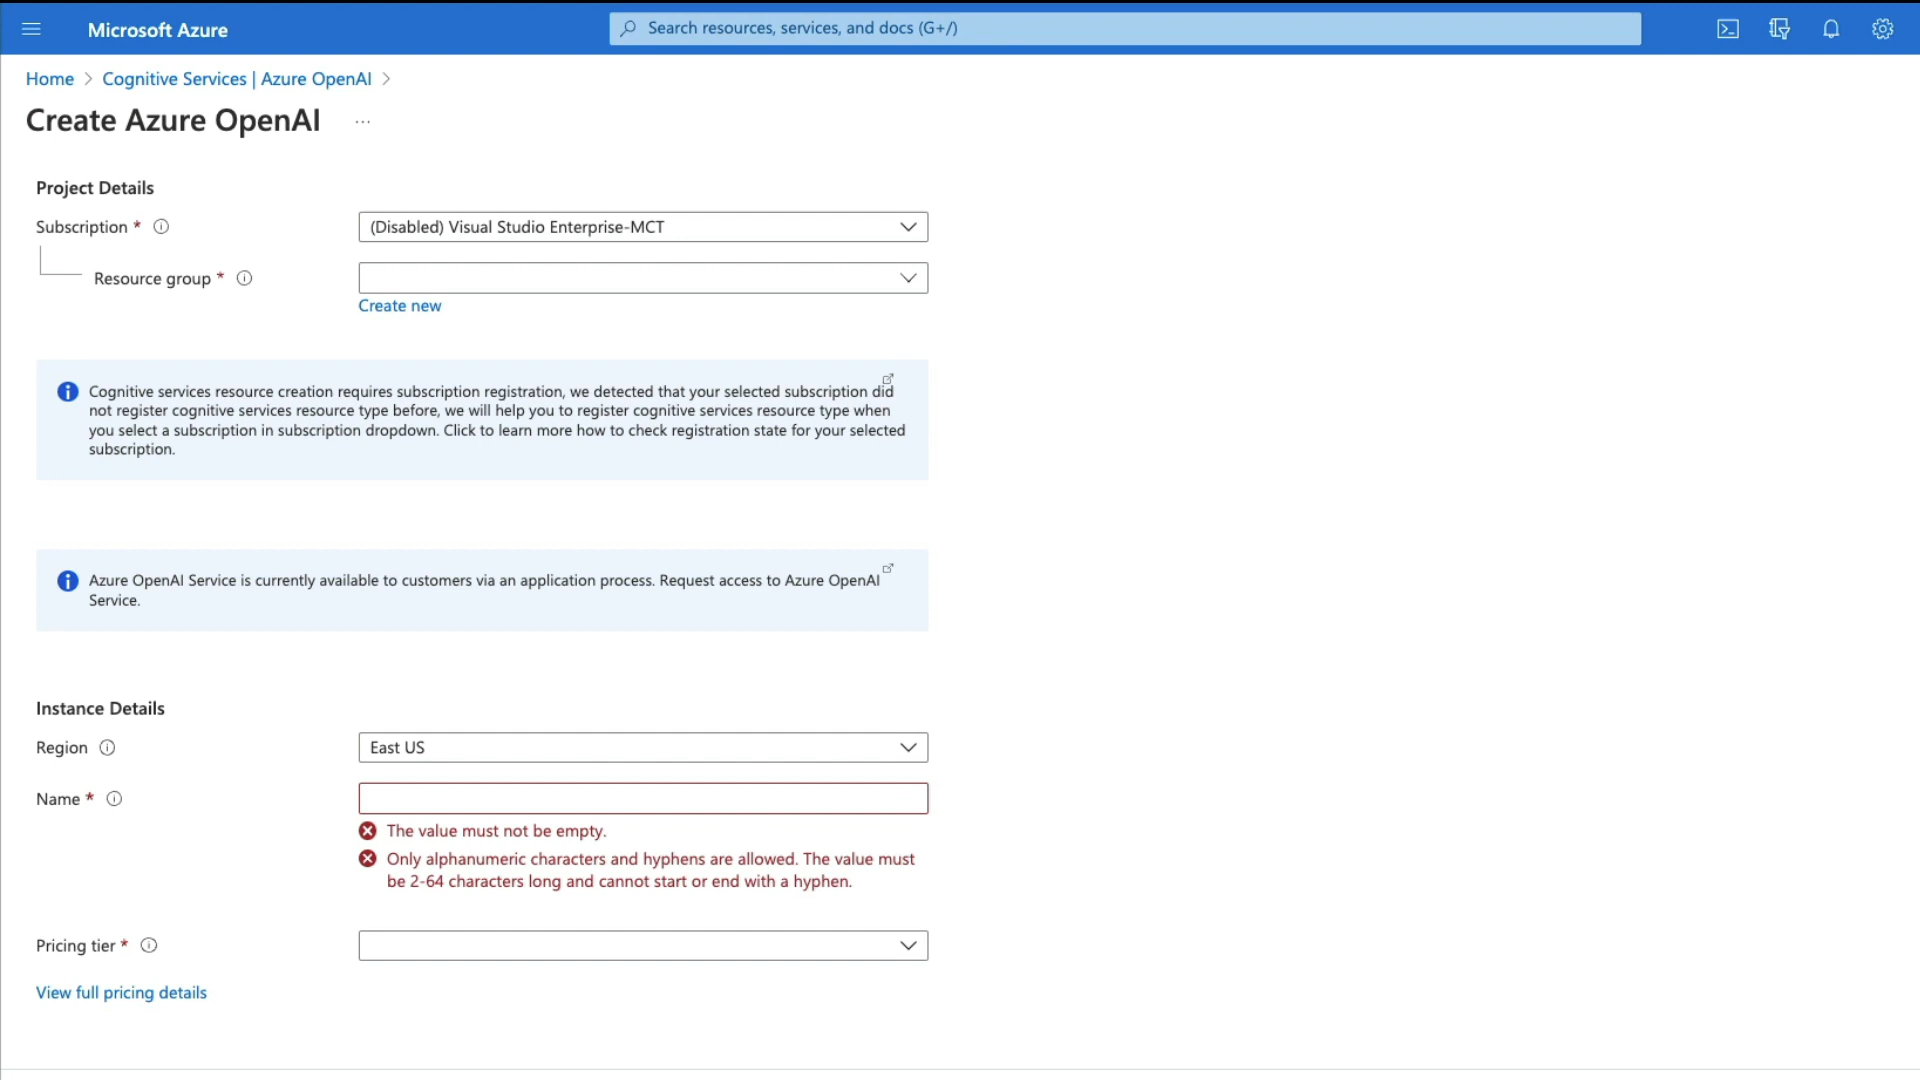 Microsoft Azure
Search resources, services, and docs (G+/)
Home > Cognitive Services | Azure OpenAI >
Create Azure OpenAI ...
Project Details
Subscription *
(Disabled) Visual Studio Enterprise-MCT
Resource group *
Create new
Cognitive services resource creation requires subscription registration, we detected that your selected subscription did
not register cognitive services resource type before, we will help you to register cognitive services resource type when
you select a subscription in subscription dropdown. Click to learn more how to check registration state for your selected
subscription.
Azure OpenAI Service is currently available to customers via an application process. Request access to Azure OpenAI
Service.
Instance Details
Region
East US
Name *
The value must not be empty.
Only alphanumeric characters and hyphens are allowed. The value must
be 2-64 characters long and cannot start or end with a hyphen.
Pricing tier *
View full pricing details